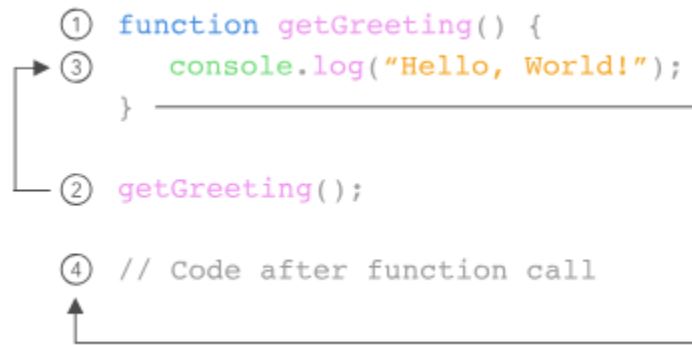 ① function getGreeting() {
③ console.log(“Hello, World!”);
}
② getGreeting();
④ // Code after function call